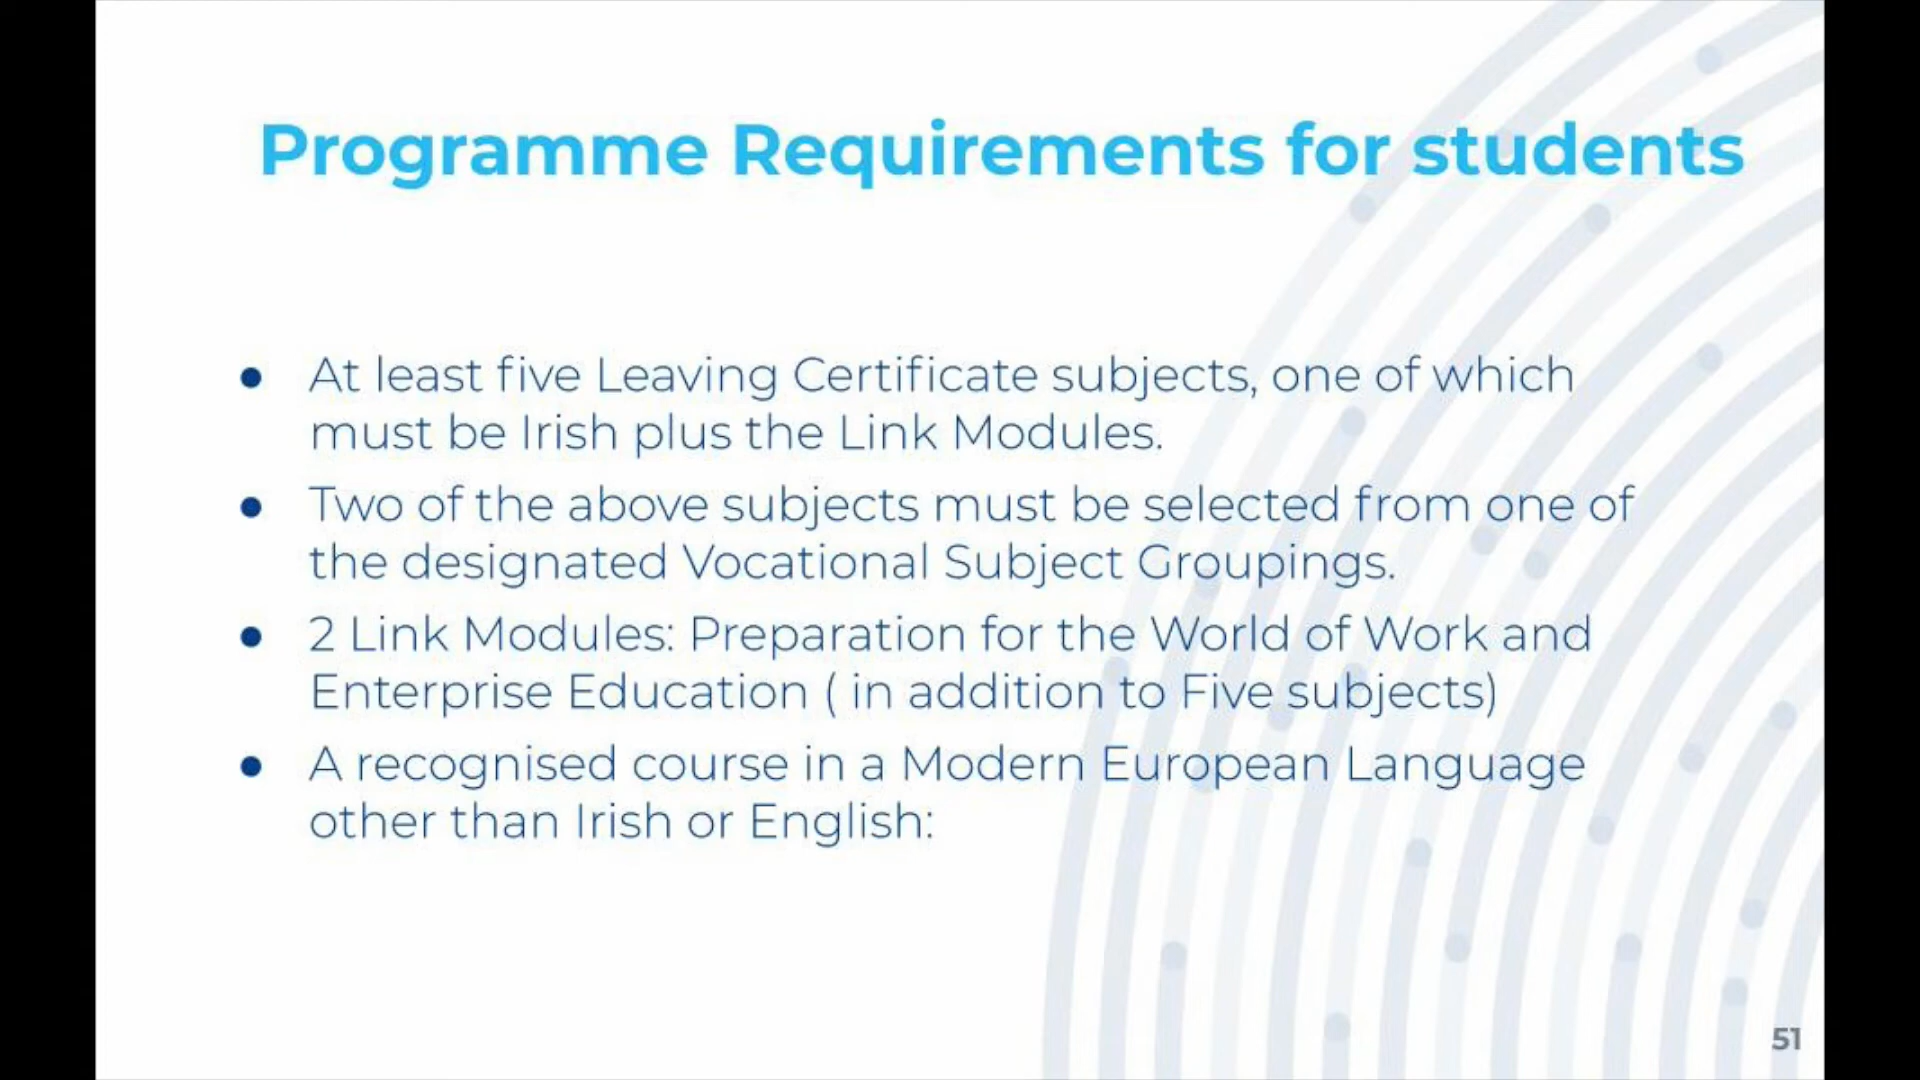 Programme Requirements for students
● At least five Leaving Certificate subjects, one of which
must be Irish plus the Link Modules.
● Two of the above subjects must be selected from one of
the designated Vocational Subject Groupings.
● 2 Link Modules: Preparation for the World of Work and
Enterprise Education ( in addition to Five subjects)
● A recognised course in a Modern European Language
other than Irish or English:
51